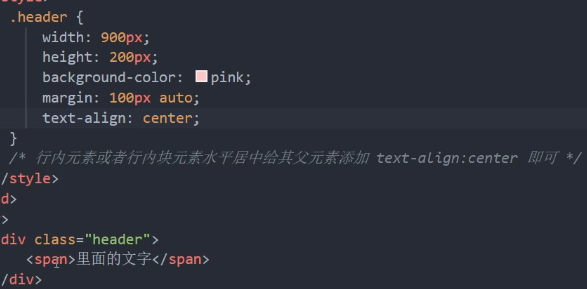 style>
.header {
width: 900px;
height: 200px;
background-color: pink;
margin: 100px auto;
text-align: center;
}
/* 行内元素或者行内块元素水平居中给其父元素添加 text-align:center 即可 */
/style>
d>
>
div class="header">
<span>里面的文字</span>
/div>